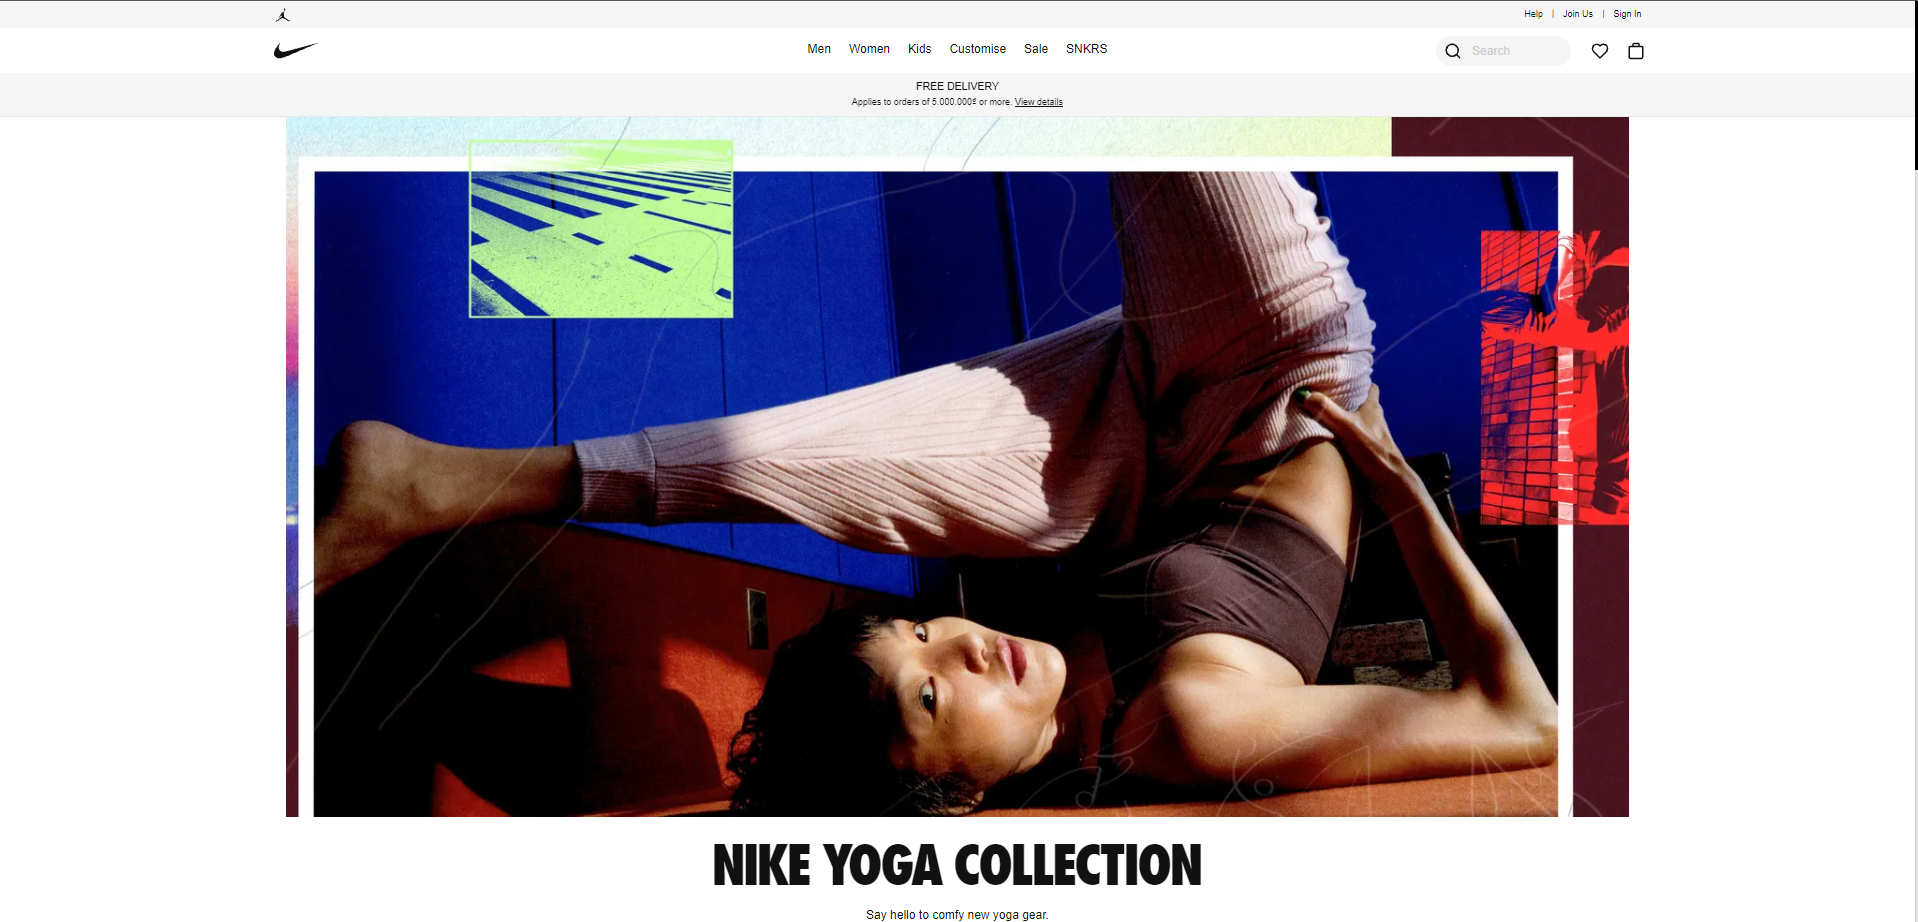 Help | Join Us | Sign In
Men Women Kids Customise Sale SNKRS
Search
FREE DELIVERY
Applies to orders of 5.000.000₫ or more. View details
NIKE YOGA COLLECTION
Say hello to comfy new yoga gear.